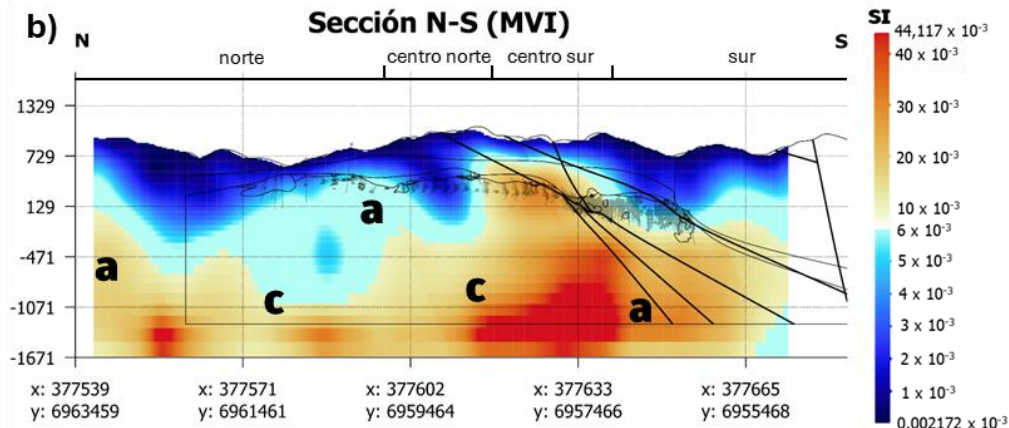 b)
Sección N-S (MVI)
N
S
norte
centro norte
centro sur
sur
1329
729
129
-471
-1071
-1671
a
a
c
c
a
x: 377539
y: 6963459
x: 377571
y: 6961461
x: 377602
y: 6959464
x: 377633
y: 6957466
x: 377665
y: 6955468
SI
44,117 x 10⁻³
40 x 10⁻³
30 x 10⁻³
20 x 10⁻³
10 x 10⁻³
6 x 10⁻³
5 x 10⁻³
4 x 10⁻³
3 x 10⁻³
2 x 10⁻³
1 x 10⁻³
0,002172 x 10⁻³